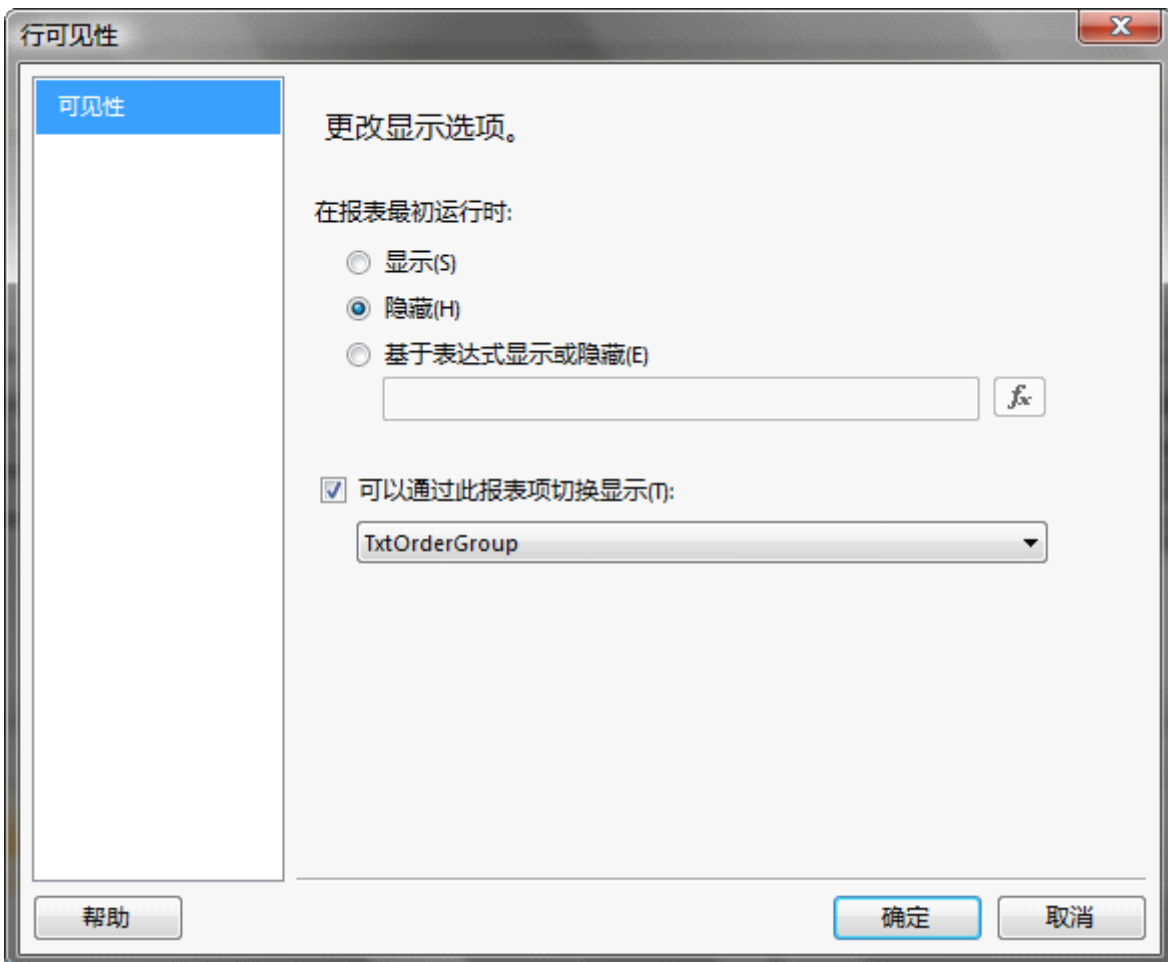 行可见性
可见性
更改显示选项。
在报表最初运行时:
显示(S)
隐藏(H)
基于表达式显示或隐藏(E)
fx
可以通过此报表项切换显示(T):
TxtOrderGroup
帮助
确定
取消